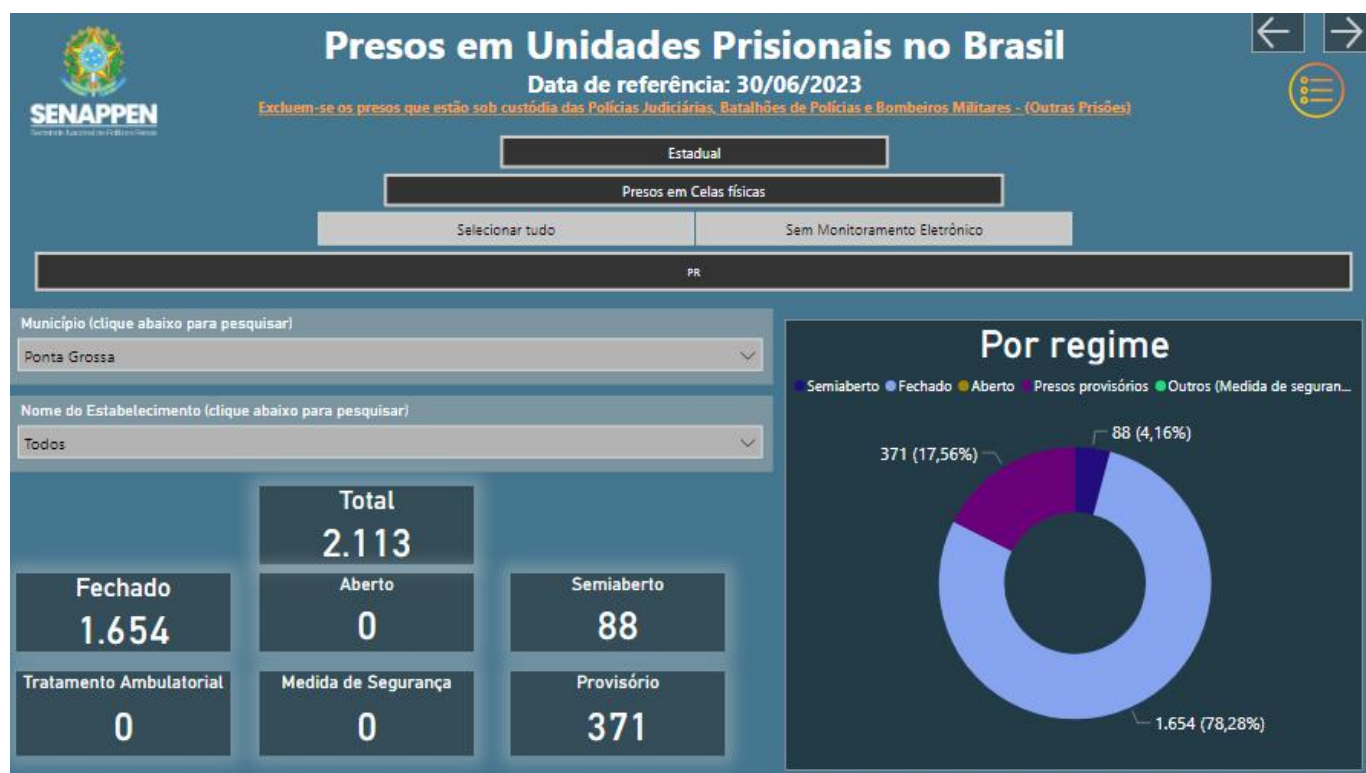 Presos em Unidades Prisionais no Brasil
Data de referência: 30/06/2023
Excluem-se os presos que estão sob custódia das Polícias Judiciárias, Batalhões de Polícias e Bombeiros Militares - (Outras Prisões)
SENAPPEN
Secretaria Nacional de Políticas Penais
Estadual
Presos em Celas físicas
Selecionar tudo
Sem Monitoramento Eletrônico
PR
Município (clique abaixo para pesquisar)
Ponta Grossa
Nome do Estabelecimento (clique abaixo para pesquisar)
Todos
Total
2.113
Fechado
1.654
Aberto
0
Semiaberto
88
Tratamento Ambulatorial
0
Medida de Segurança
0
Provisório
371
Por regime
Semiaberto Fechado Aberto Presos provisórios Outros (Medida de seguran...
88 (4,16%)
371 (17,56%)
1.654 (78,28%)